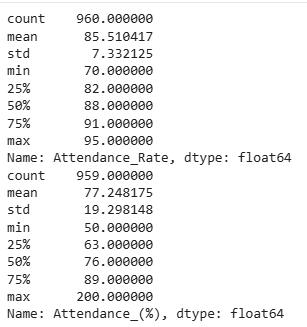 count    960.000000
mean      85.510417
std        7.332125
min       70.000000
25%       82.000000
50%       88.000000
75%       91.000000
max       95.000000
Name: Attendance_Rate, dtype: float64
count    959.000000
mean      77.248175
std       19.298148
min       50.000000
25%       63.000000
50%       76.000000
75%       89.000000
max      200.000000
Name: Attendance_(%), dtype: float64